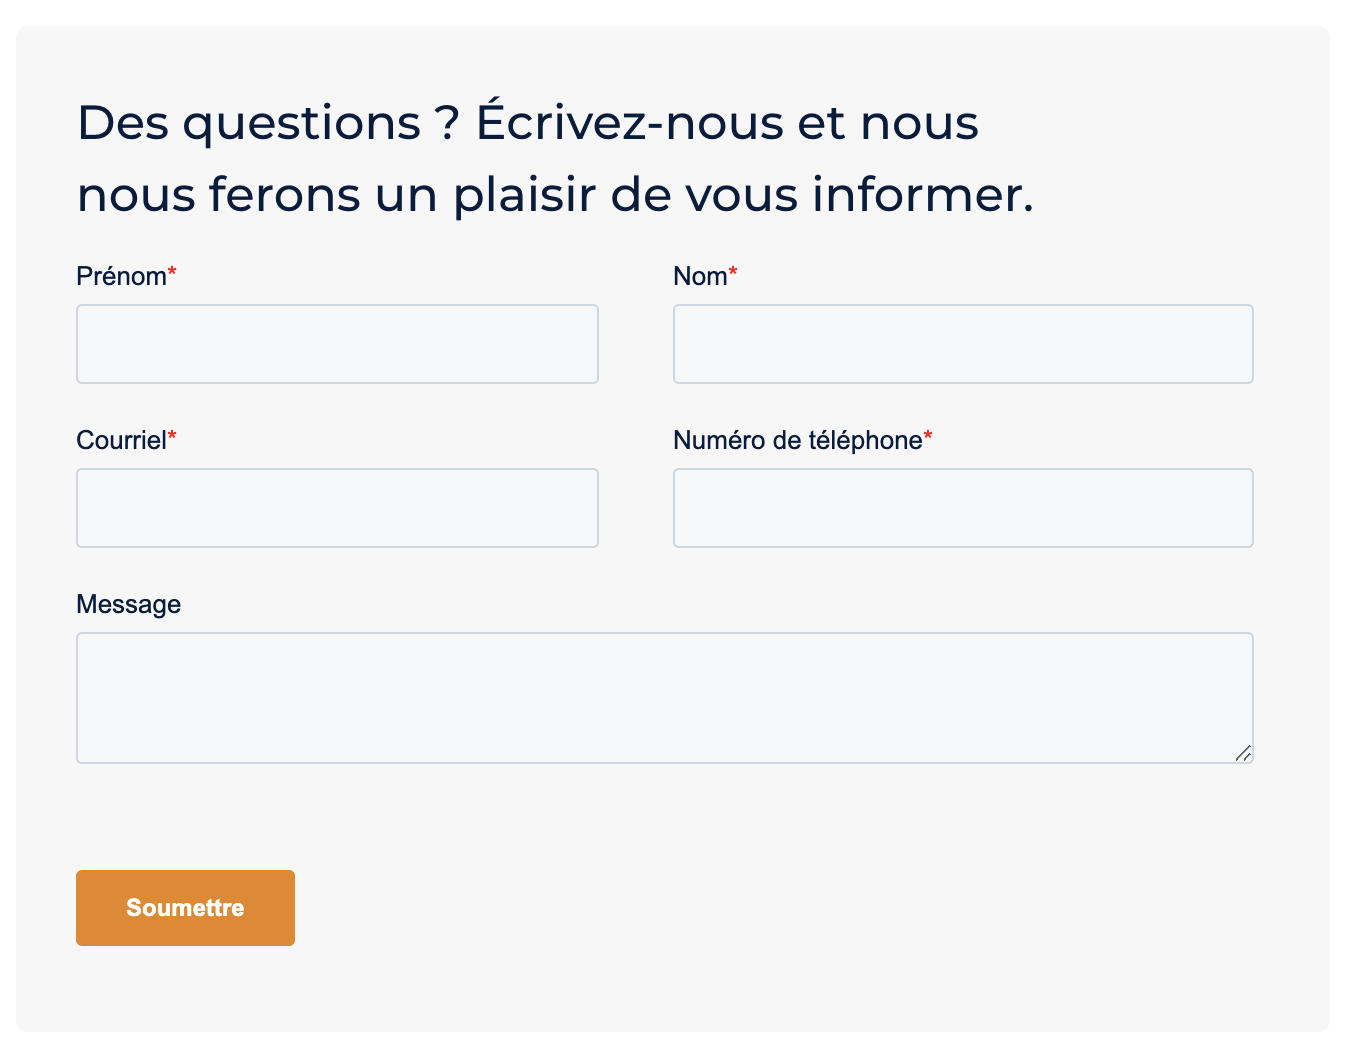 Des questions ? Écrivez-nous et nous
nous ferons un plaisir de vous informer.
Prénom*
Nom*
Courriel*
Numéro de téléphone*
Message
Soumettre